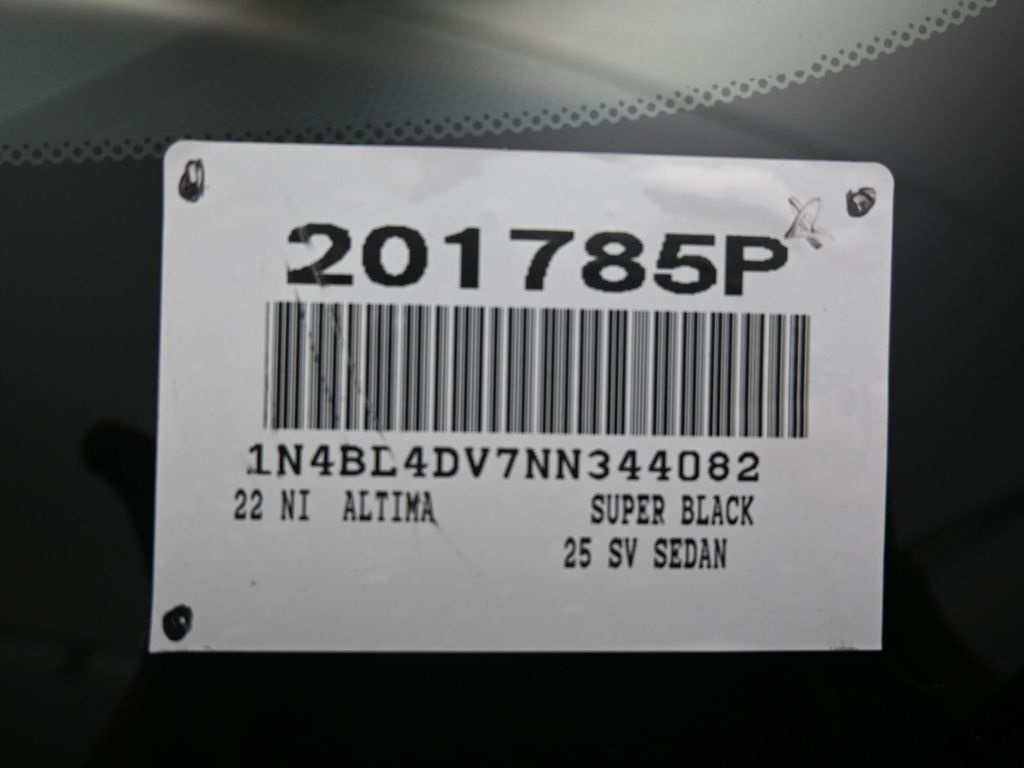 201785P
1N4BL4DV7NN344082
22 NI ALTIMA SUPER BLACK
25 SV SEDAN